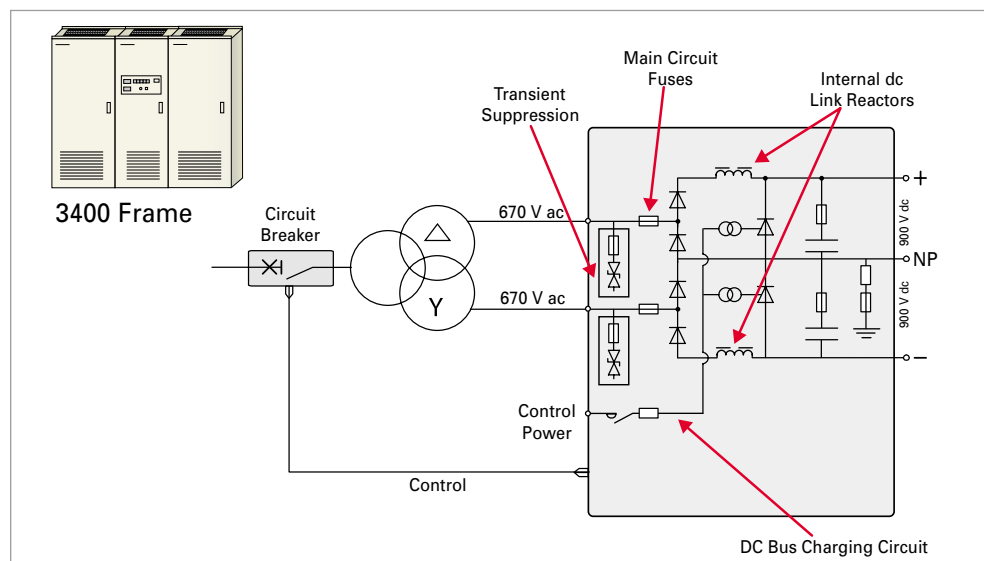 Main Circuit
Fuses
Internal dc
Link Reactors
Transient
Suppression
3400 Frame
Circuit
Breaker
670 V ac
Δ
Y
670 V ac
+
900 V dc
NP
900 V dc
−
Control
Power
Control
DC Bus Charging Circuit